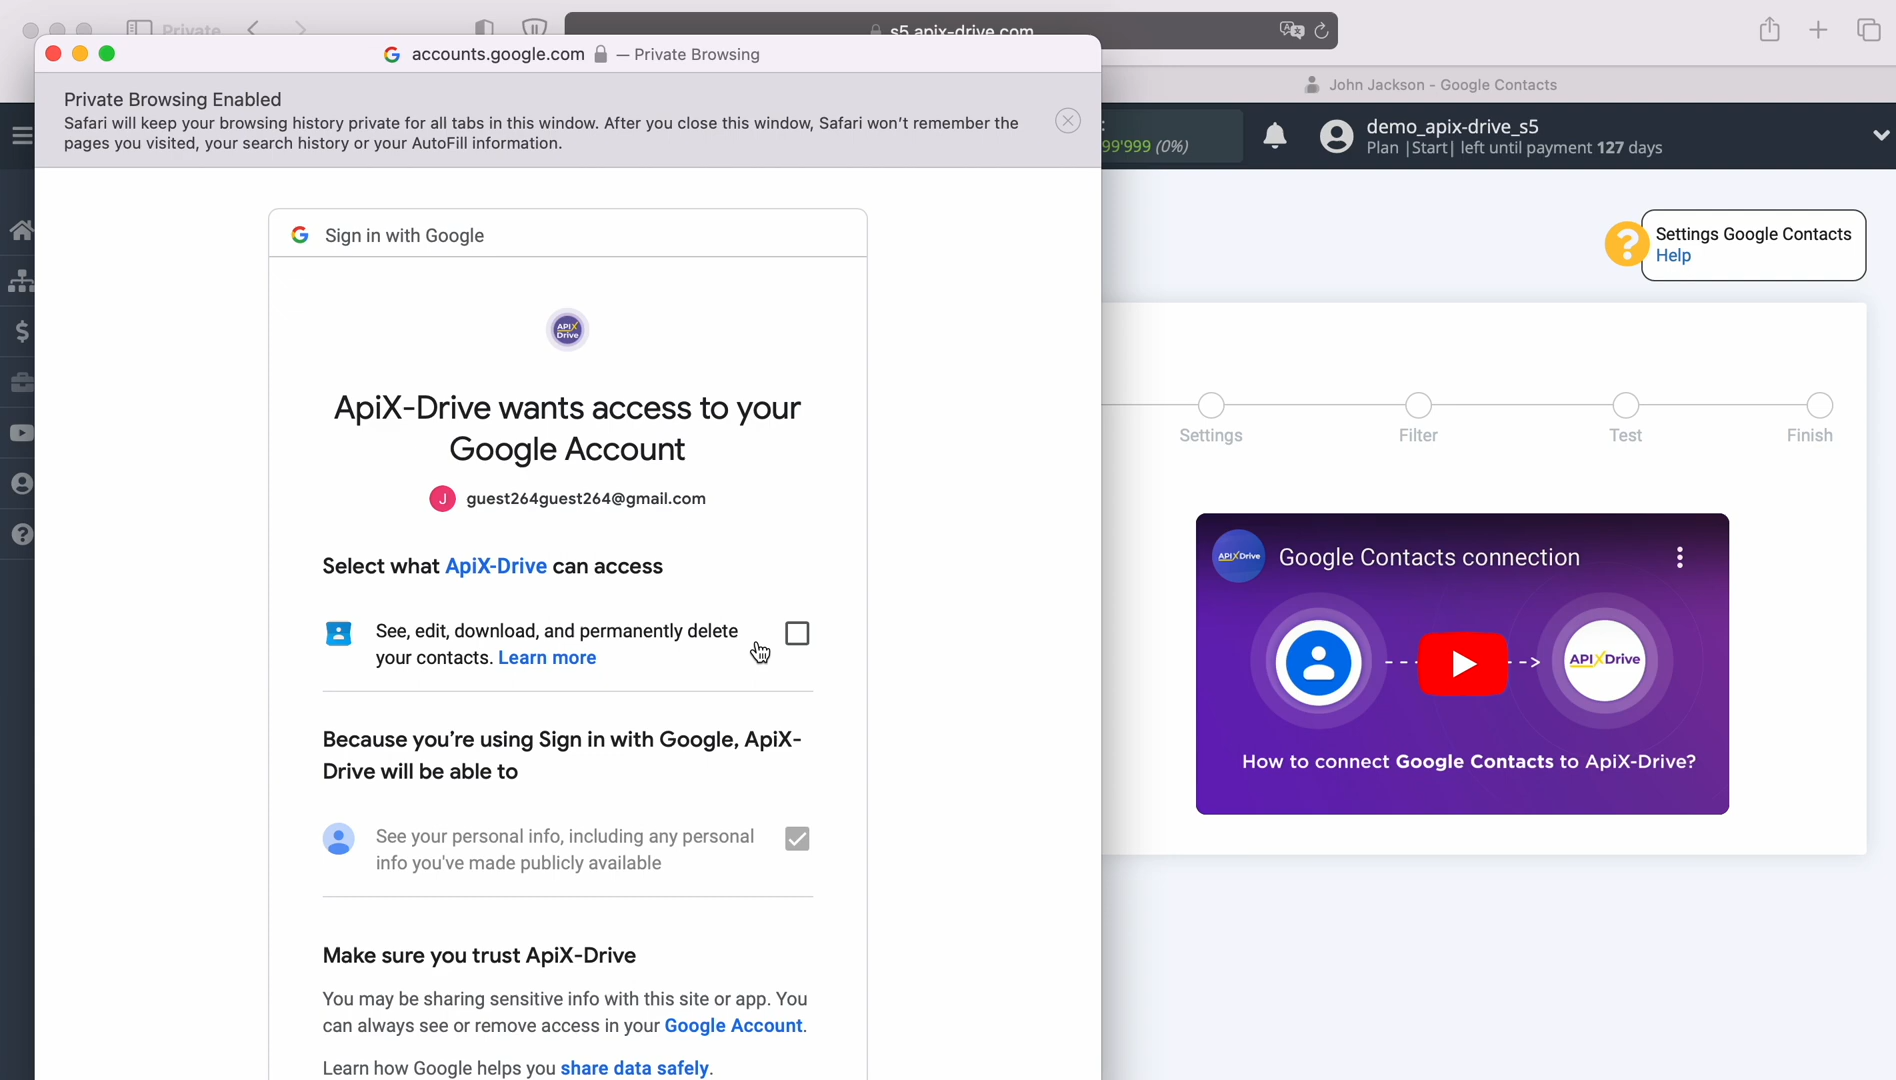 Private
s5.apix-drive.com
accounts.google.com — Private Browsing
Private Browsing Enabled
Safari will keep your browsing history private for all tabs in this window. After you close this window, Safari won't remember the
pages you visited, your search history or your AutoFill information.
John Jackson - Google Contacts
99'999 (0%)
demo_apix-drive_s5
Plan |Start| left until payment 127 days
Settings Google Contacts
Help
Sign in with Google
APIX
Drive
ApiX-Drive wants access to your
Google Account
J guest264guest264@gmail.com
Select what ApiX-Drive can access
See, edit, download, and permanently delete
your contacts. Learn more
Because you're using Sign in with Google, ApiX-
Drive will be able to
See your personal info, including any personal
info you've made publicly available
Make sure you trust ApiX-Drive
You may be sharing sensitive info with this site or app. You
can always see or remove access in your Google Account.
Learn how Google helps you share data safely.
Settings
Filter
Test
Finish
APIXDrive
Google Contacts connection
APIXDrive
How to connect Google Contacts to ApiX-Drive?